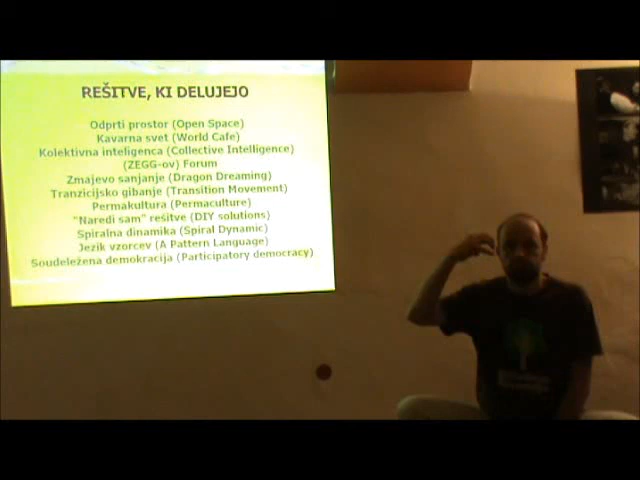 REŠITVE, KI DELUJEJO
Odprti prostor (Open Space)
Kavarna svet (World Cafe)
Kolektivna inteligenca (Collective Intelligence)
(ZEGG-ov) Forum
Zmajevo sanjanje (Dragon Dreaming)
Tranzicijsko gibanje (Transition Movement)
Permakultura (Permaculture)
"Naredi sam" rešitve (DIY solutions)
Spiralna dinamika (Spiral Dynamic)
Jezik vzorcev (A Pattern Language)
Soudeležena demokracija (Participatory democracy)